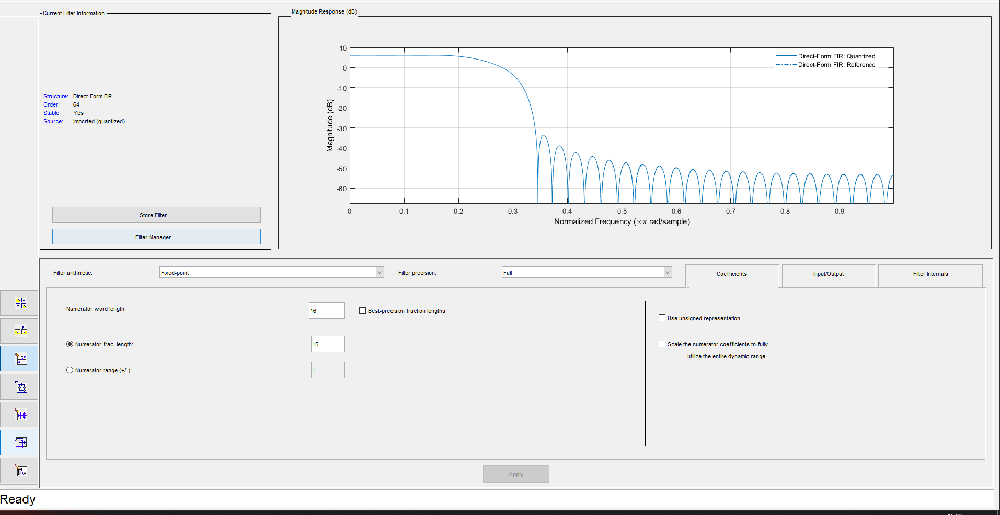 Current Filter Information
Structure: Direct-Form FIR
Order: 64
Stable: Yes
Source: Imported (quantized)
Store Filter ...
Filter Manager ...
Magnitude Response (dB)
10
0
-10
-20
-30
-40
-50
-60
Magnitude (dB)
0 0.1 0.2 0.3 0.4 0.5 0.6 0.7 0.8 0.9
Normalized Frequency (×π rad/sample)
Direct-Form FIR: Quantized
Direct-Form FIR: Reference
Filter arithmetic: Fixed-point Filter precision: Full Coefficients Input/Output Filter Internals
Numerator word length: 16 Best-precision fraction lengths
Numerator frac. length: 15
Numerator range (+/-): 1
Use unsigned representation
Scale the numerator coefficients to fully
utilize the entire dynamic range
Apply
Ready